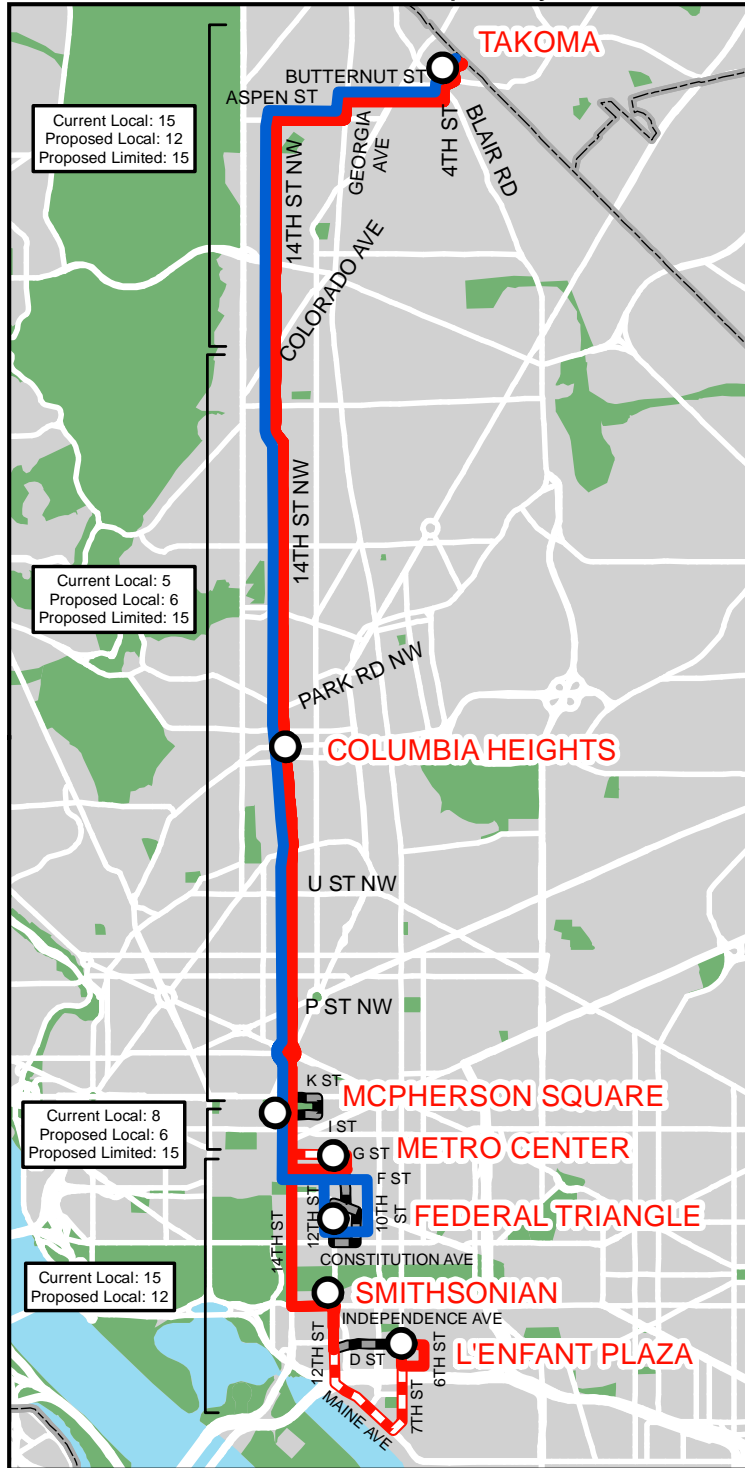 TAKOMA
BUTTERNUT ST
ASPEN ST
Current Local: 15
Proposed Local: 12
Proposed Limited: 15
GEORGIA
AVE
4TH ST
BLAIR RD
14TH ST NW
COLORADO AVE
14TH ST NW
Current Local: 5
Proposed Local: 6
Proposed Limited: 15
PARK RD NW
COLUMBIA HEIGHTS
U ST NW
P ST NW
K ST
MCPHERSON SQUARE
Current Local: 8
Proposed Local: 6
Proposed Limited: 15
I ST
G ST
METRO CENTER
F ST
12TH ST
10TH
ST
FEDERAL TRIANGLE
14TH ST
CONSTITUTION AVE
Current Local: 15
Proposed Local: 12
SMITHSONIAN
INDEPENDENCE AVE
12TH ST
D ST
6TH ST
L'ENFANT PLAZA
7TH ST
MAINE AVE